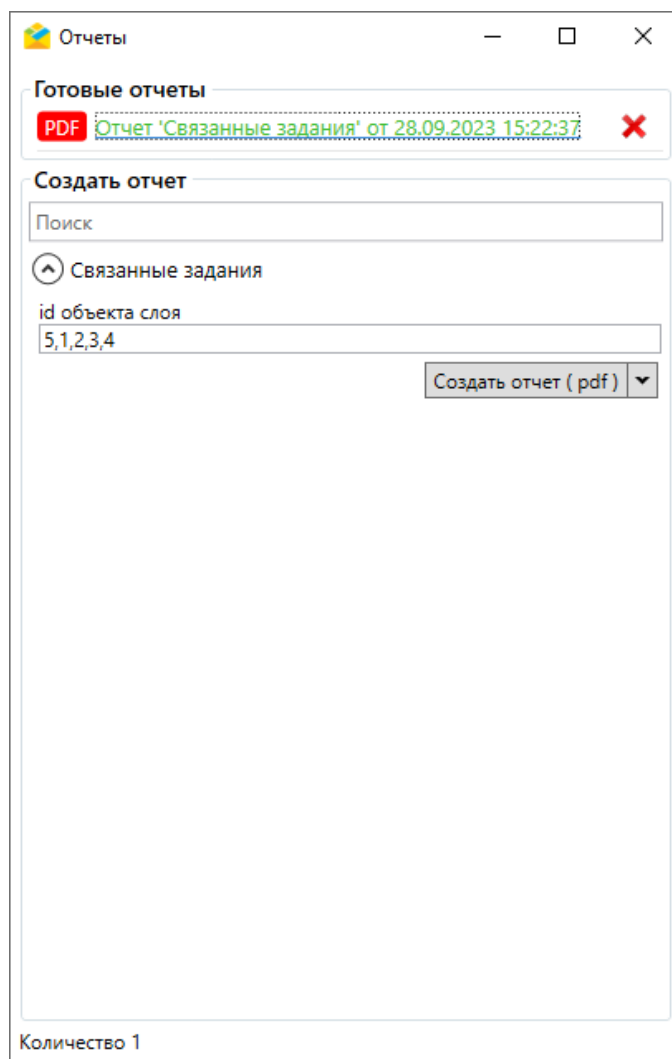 Отчеты
Готовые отчеты
PDF Отчет 'Связанные задания' от 28.09.2023 15:22:37
Создать отчет
Поиск
Связанные задания
id объекта слоя
5,1,2,3,4
Создать отчет ( pdf )
Количество 1